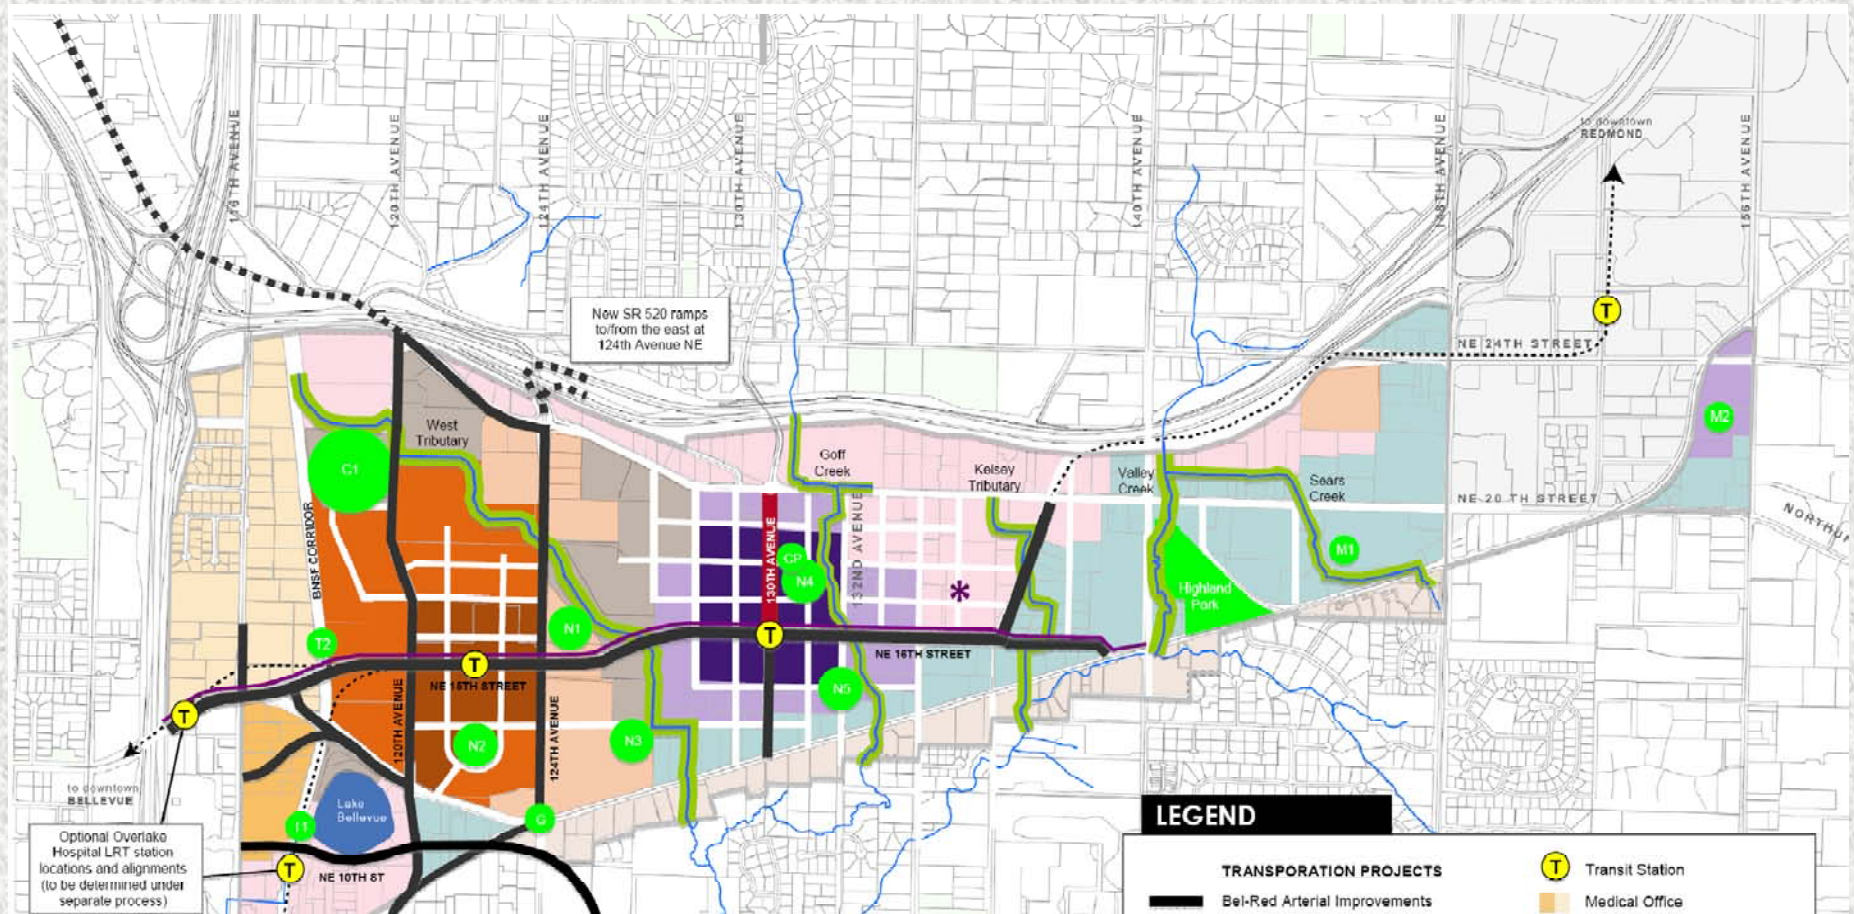 116TH AVENUE
120TH AVENUE
124TH AVENUE
130TH AVENUE
140TH AVENUE
148TH AVENUE
156TH AVENUE
to downtown
REDMOND
T
New SR 520 ramps
to/from the east at
124th Avenue NE
NE 24TH STREET
M2
West
Tributary
C1
Goff
Creek
Kelsey
Tributary
Valley
Creek
Sears
Creek
NE 20 TH STREET
BNSF CORRIDOR
130TH AVENUE
132ND AVENUE
CP
N4
*
M1
Highland
Park
N1
T2
T
T
NE 16TH STREET
NE 15TH STREET
T
120TH AVENUE
124TH AVENUE
N5
N2
N3
to downtown
BELLEVUE
Lake
Bellevue
G
Optional Overlake
Hospital LRT station
locations and alignments
(to be determined under
separate process)
T
NE 10TH ST
LEGEND
TRANSPORATION PROJECTS
Bel-Red Arterial Improvements
T Transit Station
Medical Office